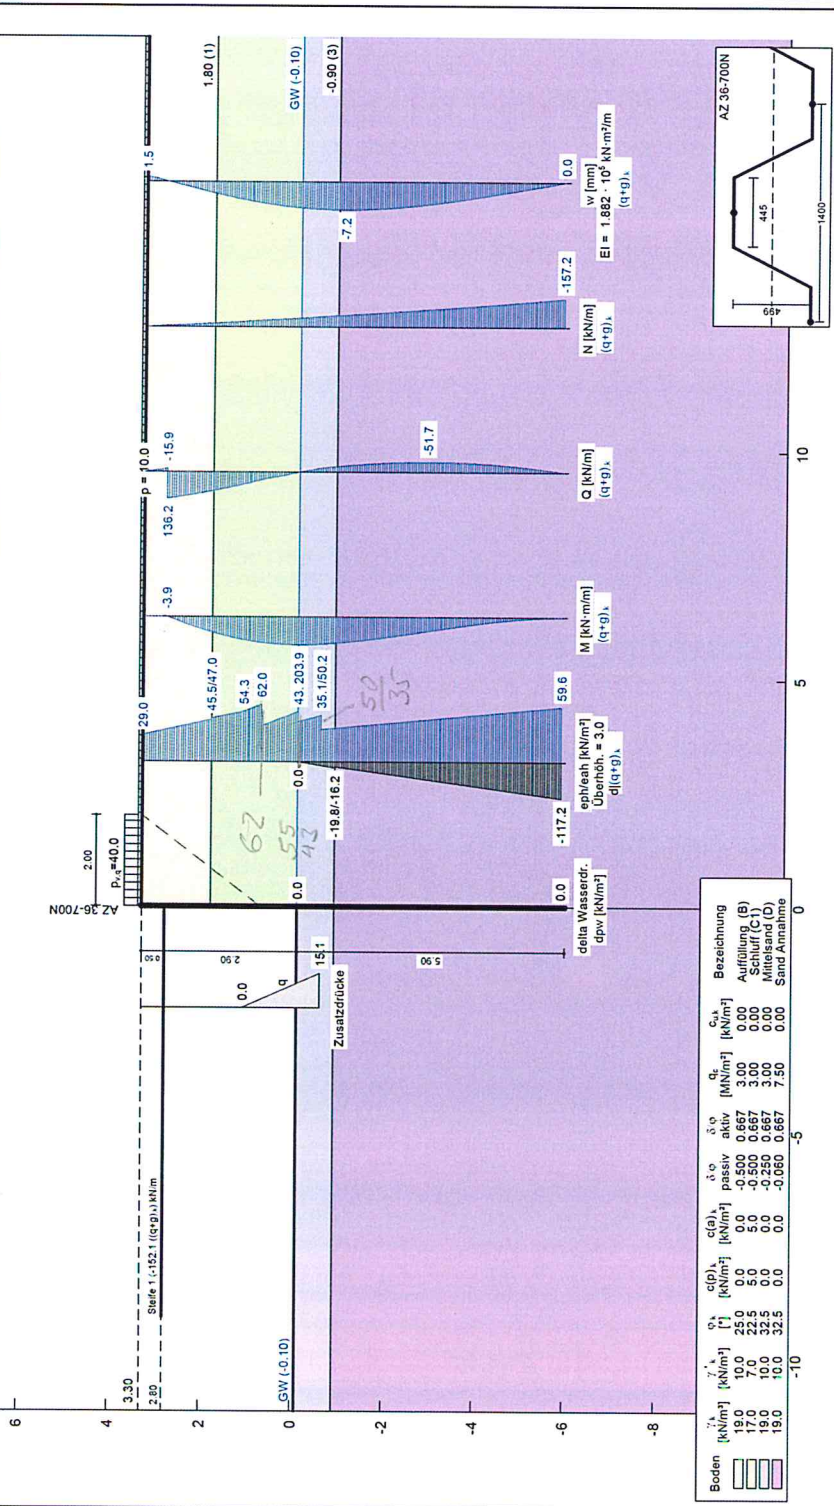 6
4
2
0
-2
-4
-6
-8
3.30
2.80
Steife 1 (-152.1 ((q+g)k) kN/m
GW (-0.10)
AZ 36-700N
pv,q=40.0
2.00
0.50
2.90
5.90
0.0
q
15.1
Zusatzdrücke
0.0
0.0
delta Wasserdr.
dpw [kN/m²]
62
55
43
50
35
29.0
45.5/47.0
54.3
62.0
0.0
43.203.9
35.1/50.2
-19.8/-16.2
-117.2
59.6
eph/eah [kN/m²]
Überhöh. = 3.0
d|(q+g)k
-3.9
M [kN·m/m]
(q+g)k
p = 10.0
136.2
-15.9
-51.7
Q [kN/m]
(q+g)k
-157.2
N [kN/m]
(q+g)k
1.5
-7.2
0.0
w [mm]
EI = 1.882 · 10⁵ kN·m²/m
(q+g)k
1.80 (1)
GW (-0.10)
-0.90 (3)
-10
-5
0
5
10
Boden γk [kN/m³] γ'k [kN/m³] φk [°] c(p)k [kN/m²] c(a)k [kN/m²] δ/φ passiv δ/φ aktiv qc [MN/m²] cu,k [kN/m²] Bezeichnung
19.0 10.0 25.0 0.0 0.0 -0.500 0.667 3.00 0.00 Auffüllung (B)
17.0 7.0 22.5 5.0 5.0 -0.500 0.667 3.00 0.00 Schluff (C1)
19.0 10.0 32.5 0.0 0.0 -0.250 0.667 3.00 0.00 Mittelsand (D)
19.0 10.0 32.5 0.0 0.0 -0.060 0.667 7.50 0.00 Sand Annahme
AZ 36-700N
499
445
1400